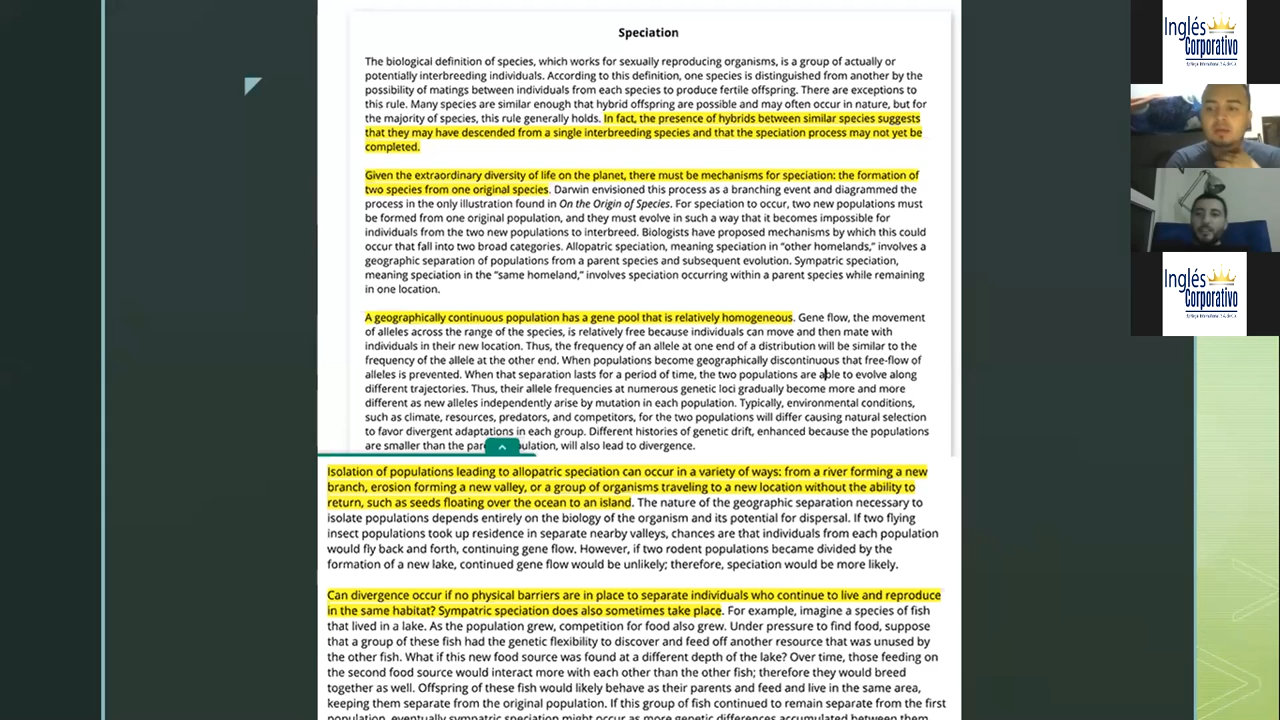 Speciation
The biological definition of species, which works for sexually reproducing organisms, is a group of actually or
potentially interbreeding individuals. According to this definition, one species is distinguished from another by the
possibility of matings between individuals from each species to produce fertile offspring. There are exceptions to
this rule. Many species are similar enough that hybrid offspring are possible and may often occur in nature, but for
the majority of species, this rule generally holds. In fact, the presence of hybrids between similar species suggests
that they may have descended from a single interbreeding species and that the speciation process may not yet be
completed.
Given the extraordinary diversity of life on the planet, there must be mechanisms for speciation: the formation of
two species from one original species. Darwin envisioned this process as a branching event and diagrammed the
process in the only illustration found in On the Origin of Species. For speciation to occur, two new populations must
be formed from one original population, and they must evolve in such a way that it becomes impossible for
individuals from the two new populations to interbreed. Biologists have proposed mechanisms by which this could
occur that fall into two broad categories. Allopatric speciation, meaning speciation in “other homelands,” involves a
geographic separation of populations from a parent species and subsequent evolution. Sympatric speciation,
meaning speciation in the “same homeland,” involves speciation occurring within a parent species while remaining
in one location.
A geographically continuous population has a gene pool that is relatively homogeneous. Gene flow, the movement
of alleles across the range of the species, is relatively free because individuals can move and then mate with
individuals in their new location. Thus, the frequency of an allele at one end of a distribution will be similar to the
frequency of the allele at the other end. When populations become geographically discontinuous that free-flow of
alleles is prevented. When that separation lasts for a period of time, the two populations are able to evolve along
different trajectories. Thus, their allele frequencies at numerous genetic loci gradually become more and more
different as new alleles independently arise by mutation in each population. Typically, environmental conditions,
such as climate, resources, predators, and competitors, for the two populations will differ causing natural selection
to favor divergent adaptations in each group. Different histories of genetic drift, enhanced because the populations
are smaller than the par ulation, will also lead to divergence.
Isolation of populations leading to allopatric speciation can occur in a variety of ways: from a river forming a new
branch, erosion forming a new valley, or a group of organisms traveling to a new location without the ability to
return, such as seeds floating over the ocean to an island. The nature of the geographic separation necessary to
isolate populations depends entirely on the biology of the organism and its potential for dispersal. If two flying
insect populations took up residence in separate nearby valleys, chances are that individuals from each population
would fly back and forth, continuing gene flow. However, if two rodent populations became divided by the
formation of a new lake, continued gene flow would be unlikely; therefore, speciation would be more likely.
Can divergence occur if no physical barriers are in place to separate individuals who continue to live and reproduce
in the same habitat? Sympatric speciation does also sometimes take place. For example, imagine a species of fish
that lived in a lake. As the population grew, competition for food also grew. Under pressure to find food, suppose
that a group of these fish had the genetic flexibility to discover and feed off another resource that was unused by
the other fish. What if this new food source was found at a different depth of the lake? Over time, those feeding on
the second food source would interact more with each other than the other fish; therefore they would breed
together as well. Offspring of these fish would likely behave as their parents and feed and live in the same area,
keeping them separate from the original population. If this group of fish continued to remain separate from the first
population, eventually sympatric speciation might occur as more genetic differences accumulated between them.
Inglés
Corporativo
Inglés
Corporativo